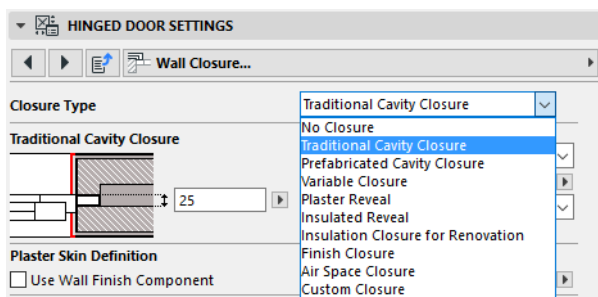 HINGED DOOR SETTINGS
Wall Closure...
Closure Type
Traditional Cavity Closure
No Closure
Traditional Cavity Closure
Traditional Cavity Closure
Prefabricated Cavity Closure
Variable Closure
25
Plaster Reveal
Insulated Reveal
Insulation Closure for Renovation
Plaster Skin Definition
Finish Closure
Use Wall Finish Component
Air Space Closure
Custom Closure